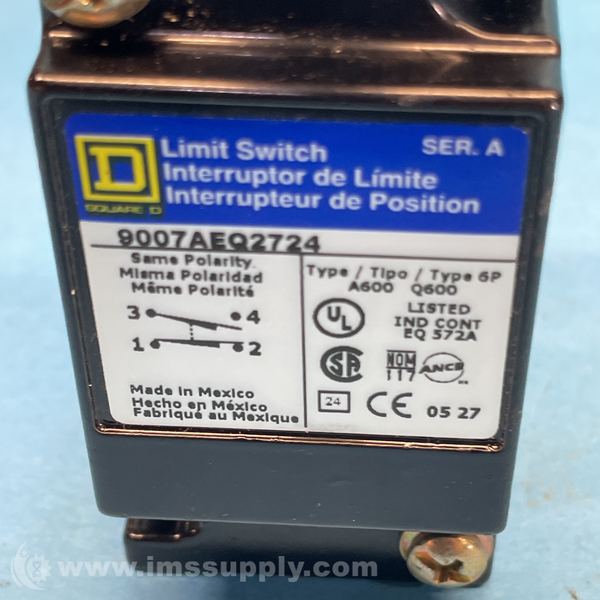 D
SQUARE D
Limit Switch
Interruptor de Límite
Interrupteur de Position
SER. A
9007AEQ2724
Same Polarity
Misma Polaridad
Même Polarité
3 4
1 2
Made in Mexico
Hecho en México
Fabriqué au Mexique
Type / Tipo / Type 6P
A600 Q600
UL
LISTED
IND CONT
EQ 572A
SA
NOM
117
ANCE
24
CE
05 27
www.imssupply.com